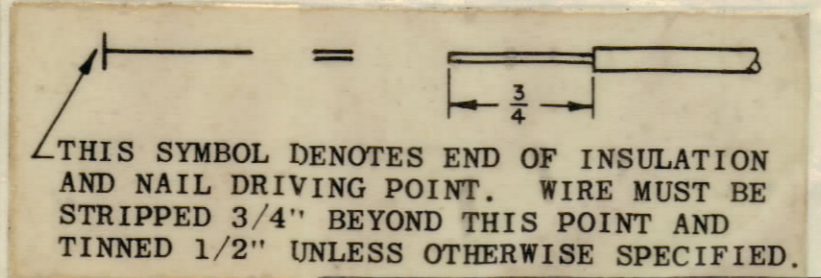 =
3/4
THIS SYMBOL DENOTES END OF INSULATION
AND NAIL DRIVING POINT. WIRE MUST BE
STRIPPED 3/4" BEYOND THIS POINT AND
TINNED 1/2" UNLESS OTHERWISE SPECIFIED.